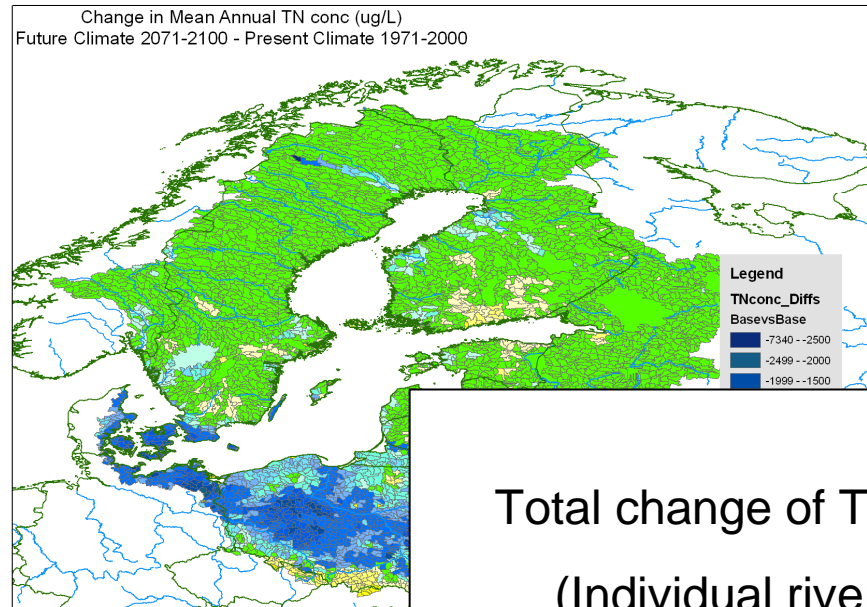 Change in Mean Annual TN conc (ug/L)
Future Climate 2071-2100 - Present Climate 1971-2000
Legend
TNconc_Diffs
BasevsBase
-7340 - -2500
-2499 - -2000
-1999 - -1500
Total change of T
(Individual rive